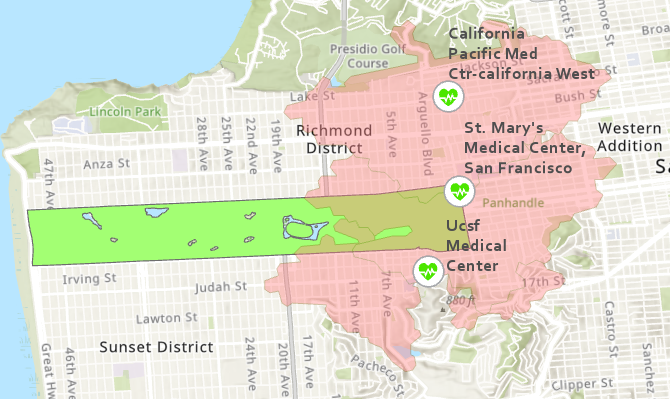 California
Pacific Med
Ctr-california West
Presidio Golf
Course
Jackson St
Lake St
Bush St
Lincoln Park
Richmond
District
St. Mary's
Medical Center,
San Francisco
Western
Addition
Sa
Arguello Blvd
5th Ave
19th Ave
22nd Ave
25th Ave
28th Ave
Anza St
47th Ave
Panhandle
Ucsf
Medical
Center
Irving St
Judah St
880 ft
17th St
11th Ave
7th Ave
Lawton St
Sunset District
Castro St
Sanchez
Great Hw
46th Ave
24th Ave
20th Ave
17th Ave
Pacheco St
Clipper St